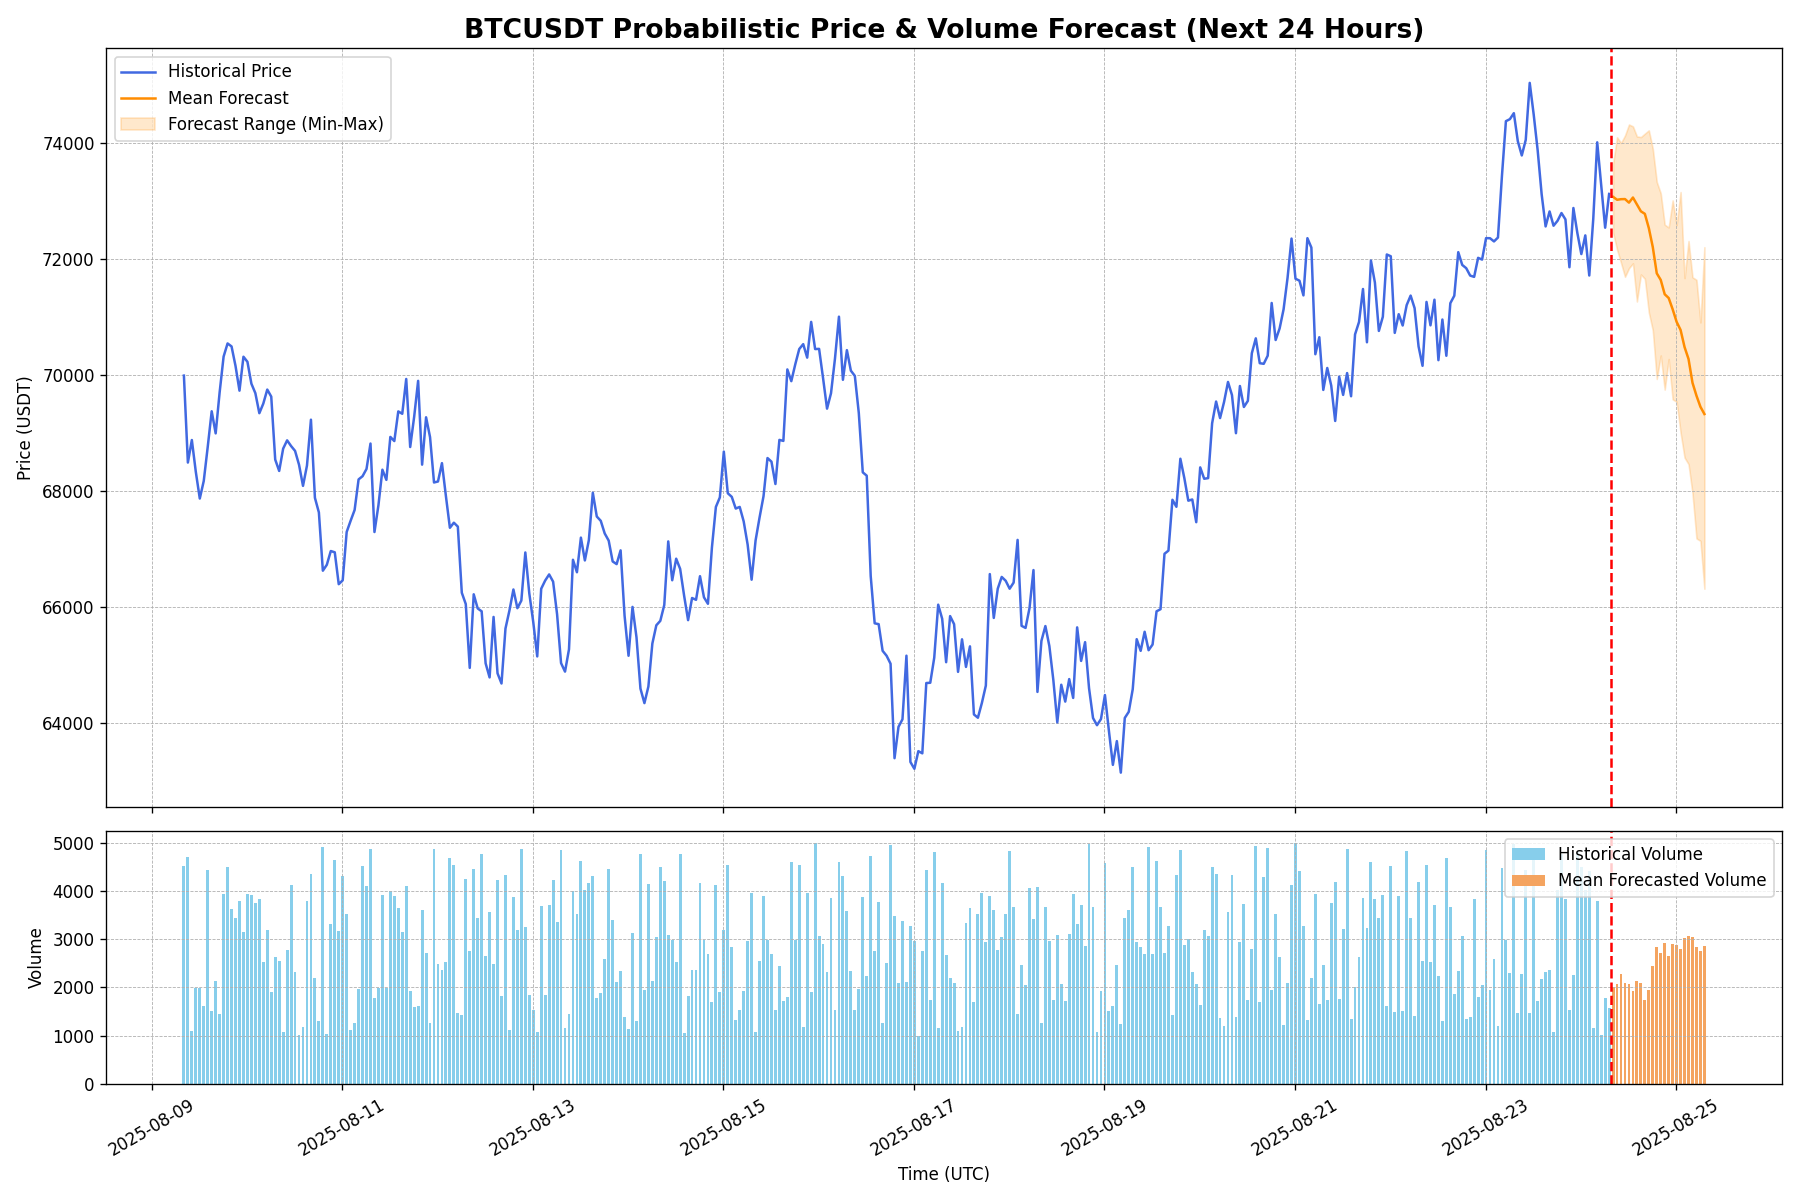 BTCUSDT Probabilistic Price & Volume Forecast (Next 24 Hours)
Historical Price
Mean Forecast
Forecast Range (Min-Max)
Price (USDT)
74000
72000
70000
68000
66000
64000
Historical Volume
Mean Forecasted Volume
Volume
5000
4000
3000
2000
1000
0
2025-08-09
2025-08-11
2025-08-13
2025-08-15
2025-08-17
2025-08-19
2025-08-21
2025-08-23
2025-08-25
Time (UTC)